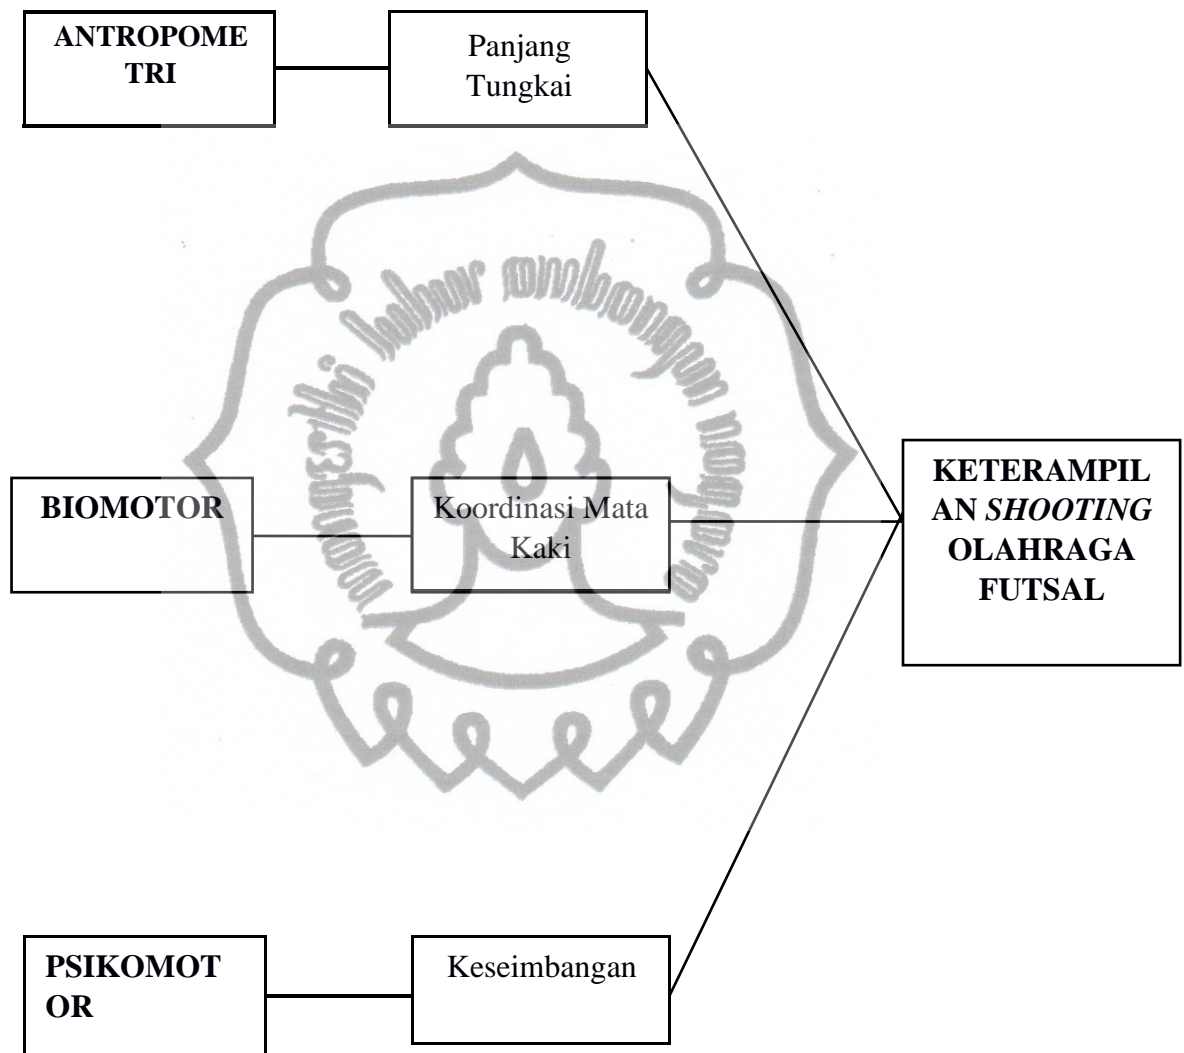 ANTROPOME
TRI
Panjang
Tungkai
BIOMOTOR
Koordinasi Mata
Kaki
KETERAMPIL
AN SHOOTING
OLAHRAGA
FUTSAL
PSIKOMOT
OR
Keseimbangan